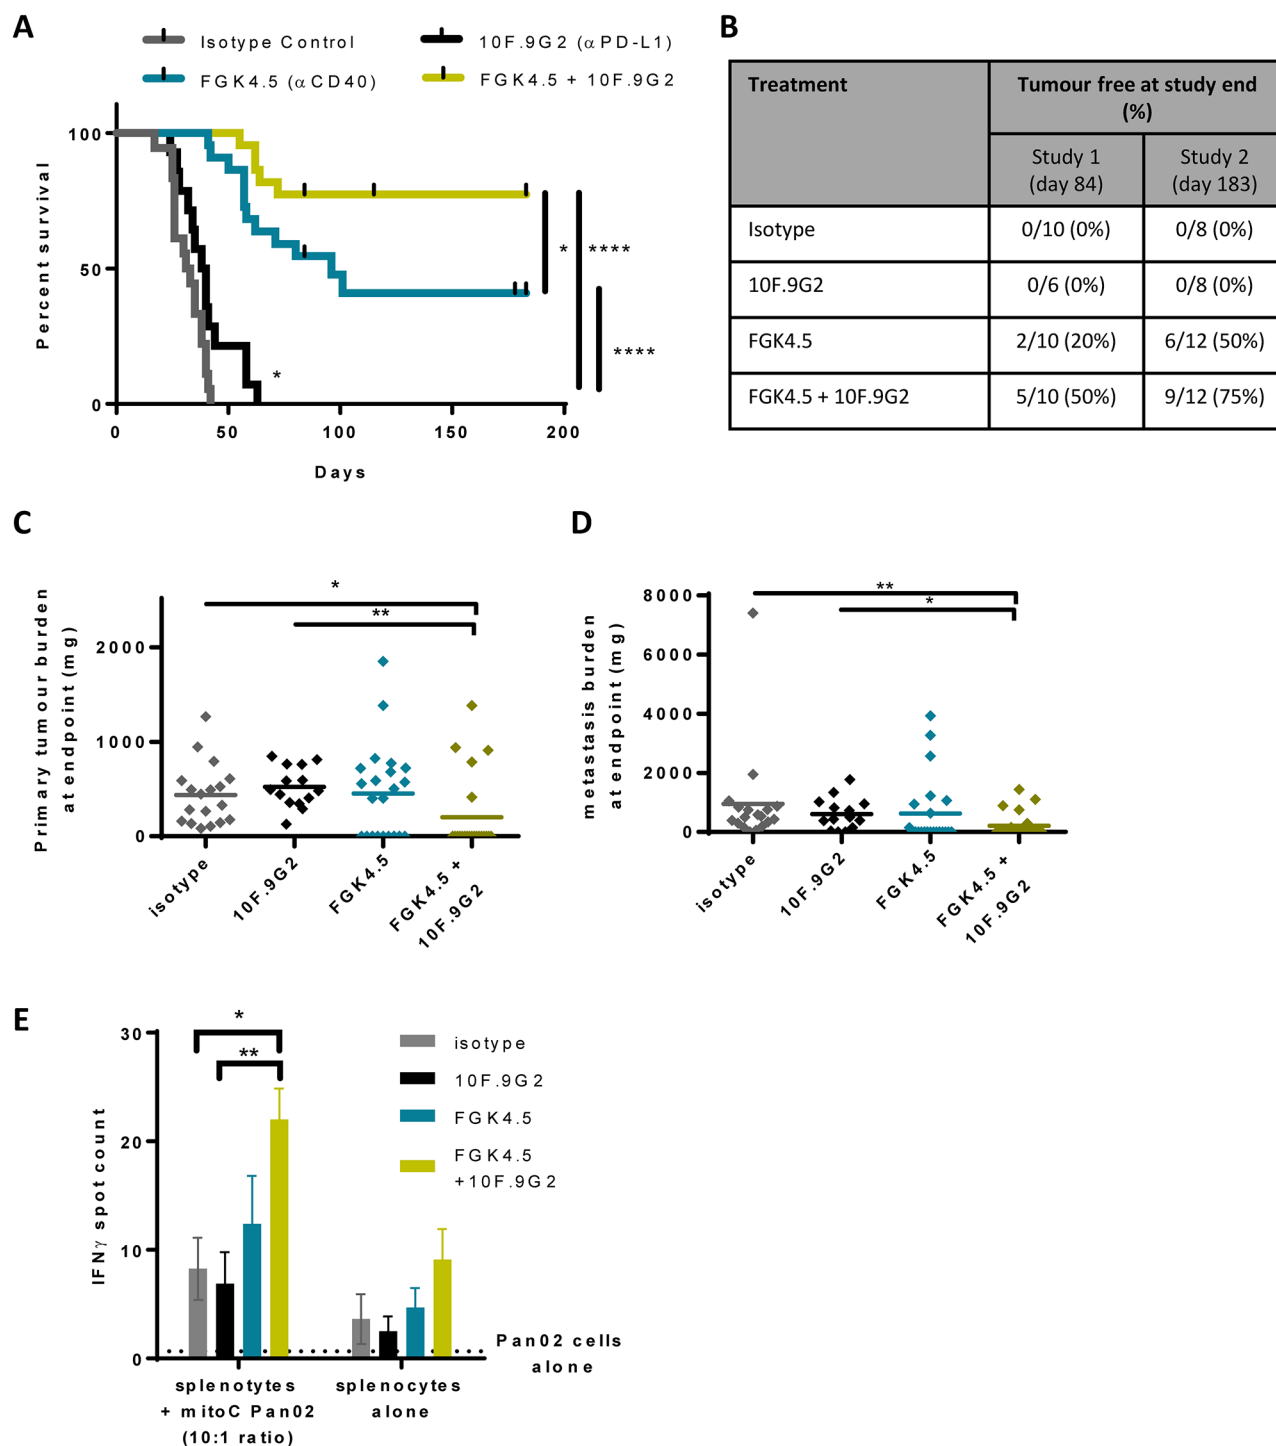 A
Isotype Control
10F.9G2 (αPD-L1)
FGK4.5 (αCD40)
FGK4.5 + 10F.9G2
Percent survival
100
50
0
* ****
****
*
0 50 100 150 200
Days
B
Treatment
Tumour free at study end
(%)
Study 1
(day 84)
Study 2
(day 183)
Isotype 0/10 (0%) 0/8 (0%)
10F.9G2 0/6 (0%) 0/8 (0%)
FGK4.5 2/10 (20%) 6/12 (50%)
FGK4.5 + 10F.9G2 5/10 (50%) 9/12 (75%)
C
Primary tumour burden
at endpoint (mg)
*
**
2000
1000
0
isotype
10F.9G2
FGK4.5
FGK4.5 +
10F.9G2
D
metastasis burden
at endpoint (mg)
**
*
8000
6000
4000
2000
0
isotype
10F.9G2
FGK4.5
FGK4.5 +
10F.9G2
E
IFNγ spot count
30
20
10
0
*
**
isotype
10F.9G2
FGK4.5
FGK4.5
+10F.9G2
Pan02 cells
alone
splenotytes
+ mitoC Pan02
(10:1 ratio)
splenocytes
alone